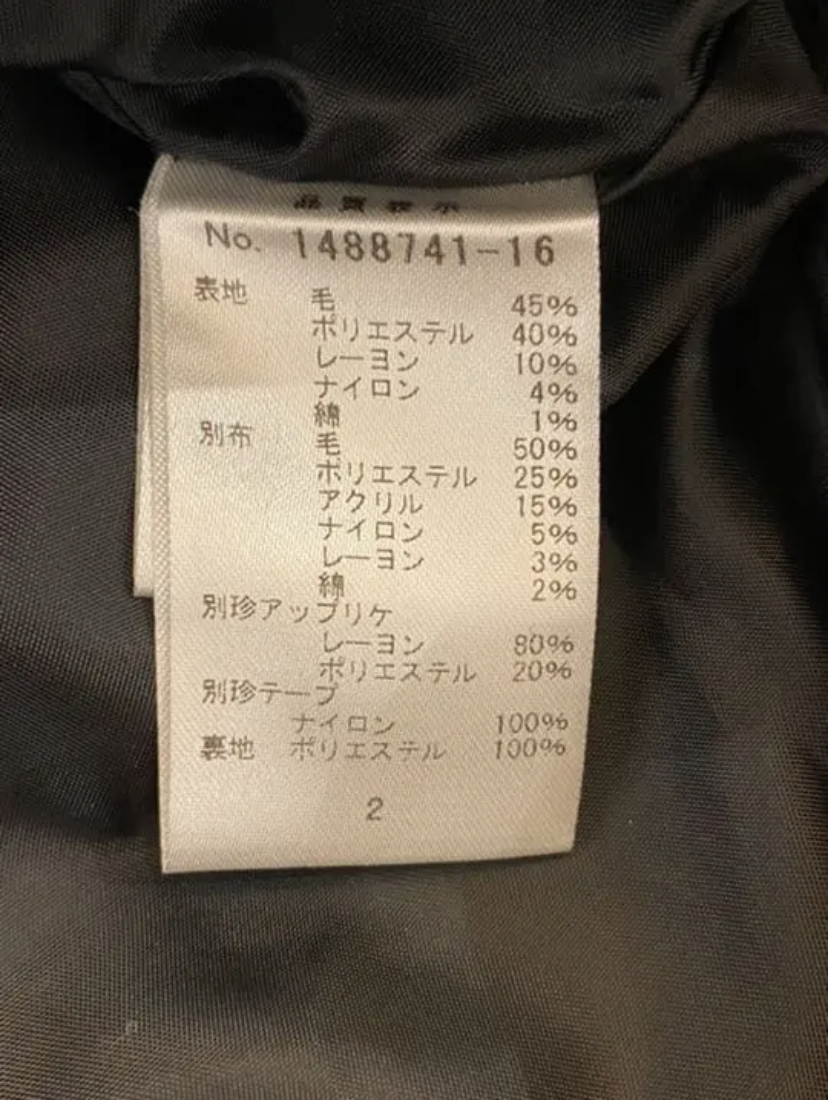 品質表示
No. 1488741-16
表地 毛 45%
ポリエステル 40%
レーヨン 10%
ナイロン 4%
綿 1%
別布 毛 50%
ポリエステル 25%
アクリル 15%
ナイロン 5%
レーヨン 3%
綿 2%
別珍アップリケ
レーヨン 80%
ポリエステル 20%
別珍テープ
ナイロン 100%
裏地 ポリエステル 100%
2